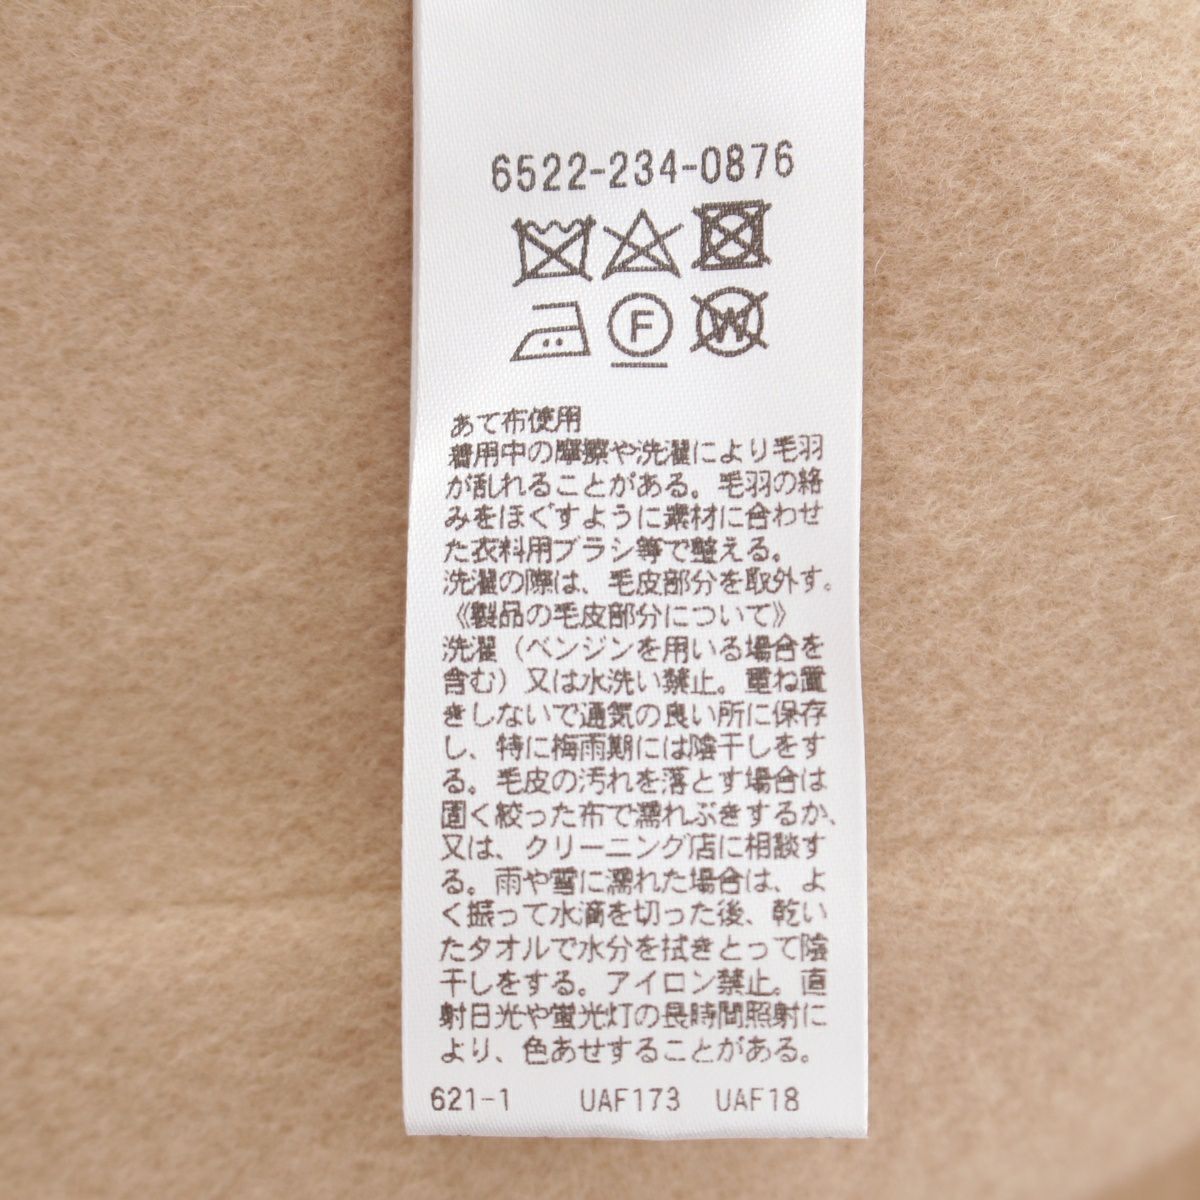 6522-234-0876
F
W
あて布使用
着用中の摩擦や洗濯により毛羽
が乱れることがある。毛羽の絡
みをほぐすように素材に合わせ
た衣料用ブラシ等で整える。
洗濯の際は、毛皮部分を取外す。
《製品の毛皮部分について》
洗濯（ベンジンを用いる場合を
含む）又は水洗い禁止。重ね置
きしないで通気の良い所に保存
し、特に梅雨期には陰干しをす
る。毛皮の汚れを落とす場合は
固く絞った布で濡れぶきするか、
又は、クリーニング店に相談す
る。雨や雪に濡れた場合は、よ
く振って水滴を切った後、乾い
たタオルで水分を拭きとって陰
干しをする。アイロン禁止。直
射日光や蛍光灯の長時間照射に
より、色あせすることがある。
621-1 UAF173 UAF18